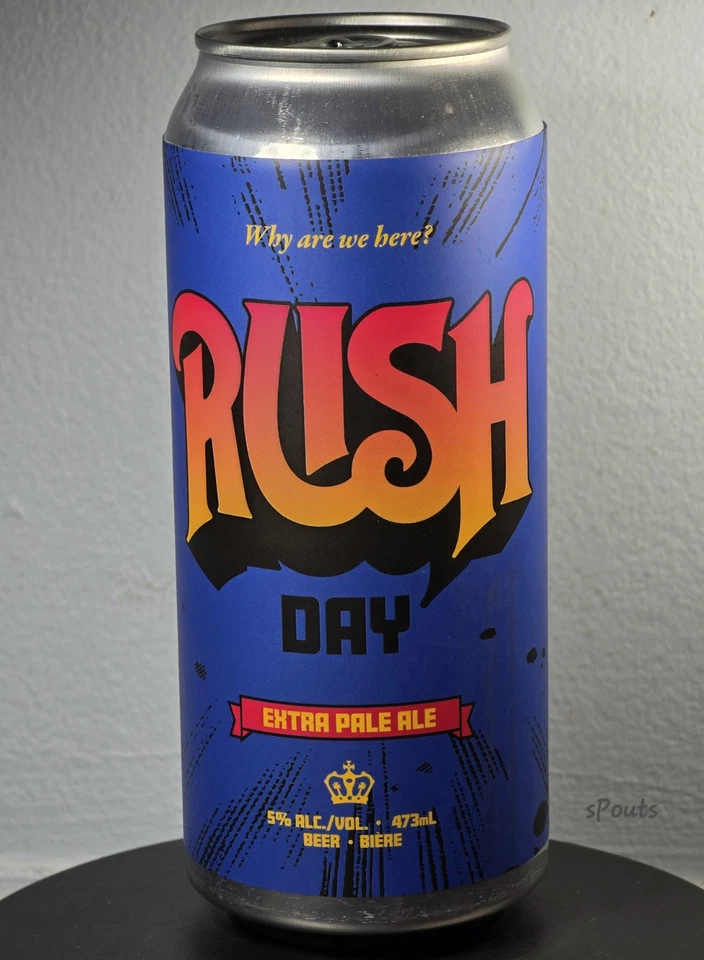 Why are we here?
RUSH
DAY
EXTRA PALE ALE
5% ALC./VOL. • 473mL
BEER • BIÈRE
sPouts